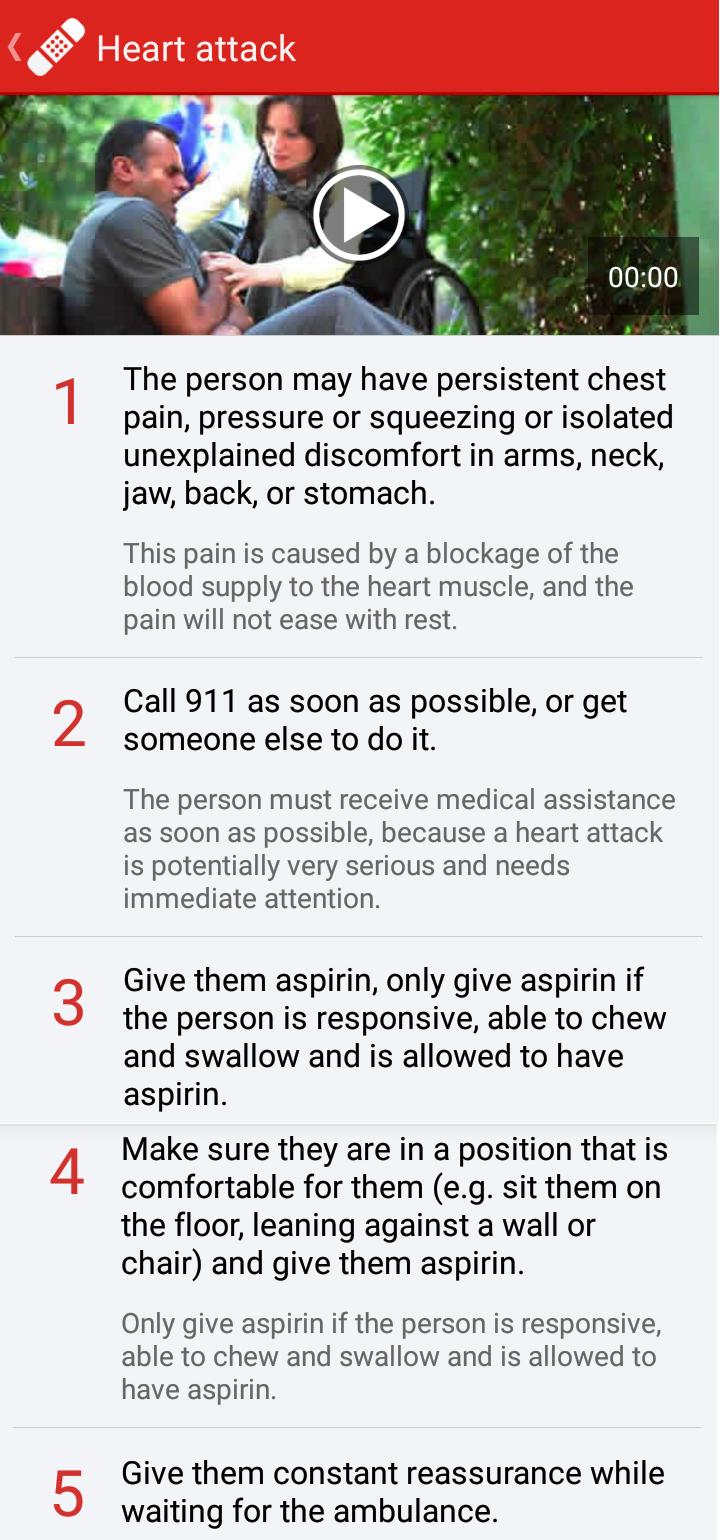 Heart attack
00:00
1
The person may have persistent chest
pain, pressure or squeezing or isolated
unexplained discomfort in arms, neck,
jaw, back, or stomach.
This pain is caused by a blockage of the
blood supply to the heart muscle, and the
pain will not ease with rest.
2
Call 911 as soon as possible, or get
someone else to do it.
The person must receive medical assistance
as soon as possible, because a heart attack
is potentially very serious and needs
immediate attention.
3
Give them aspirin, only give aspirin if
the person is responsive, able to chew
and swallow and is allowed to have
aspirin.
4
Make sure they are in a position that is
comfortable for them (e.g. sit them on
the floor, leaning against a wall or
chair) and give them aspirin.
Only give aspirin if the person is responsive,
able to chew and swallow and is allowed to
have aspirin.
5
Give them constant reassurance while
waiting for the ambulance.